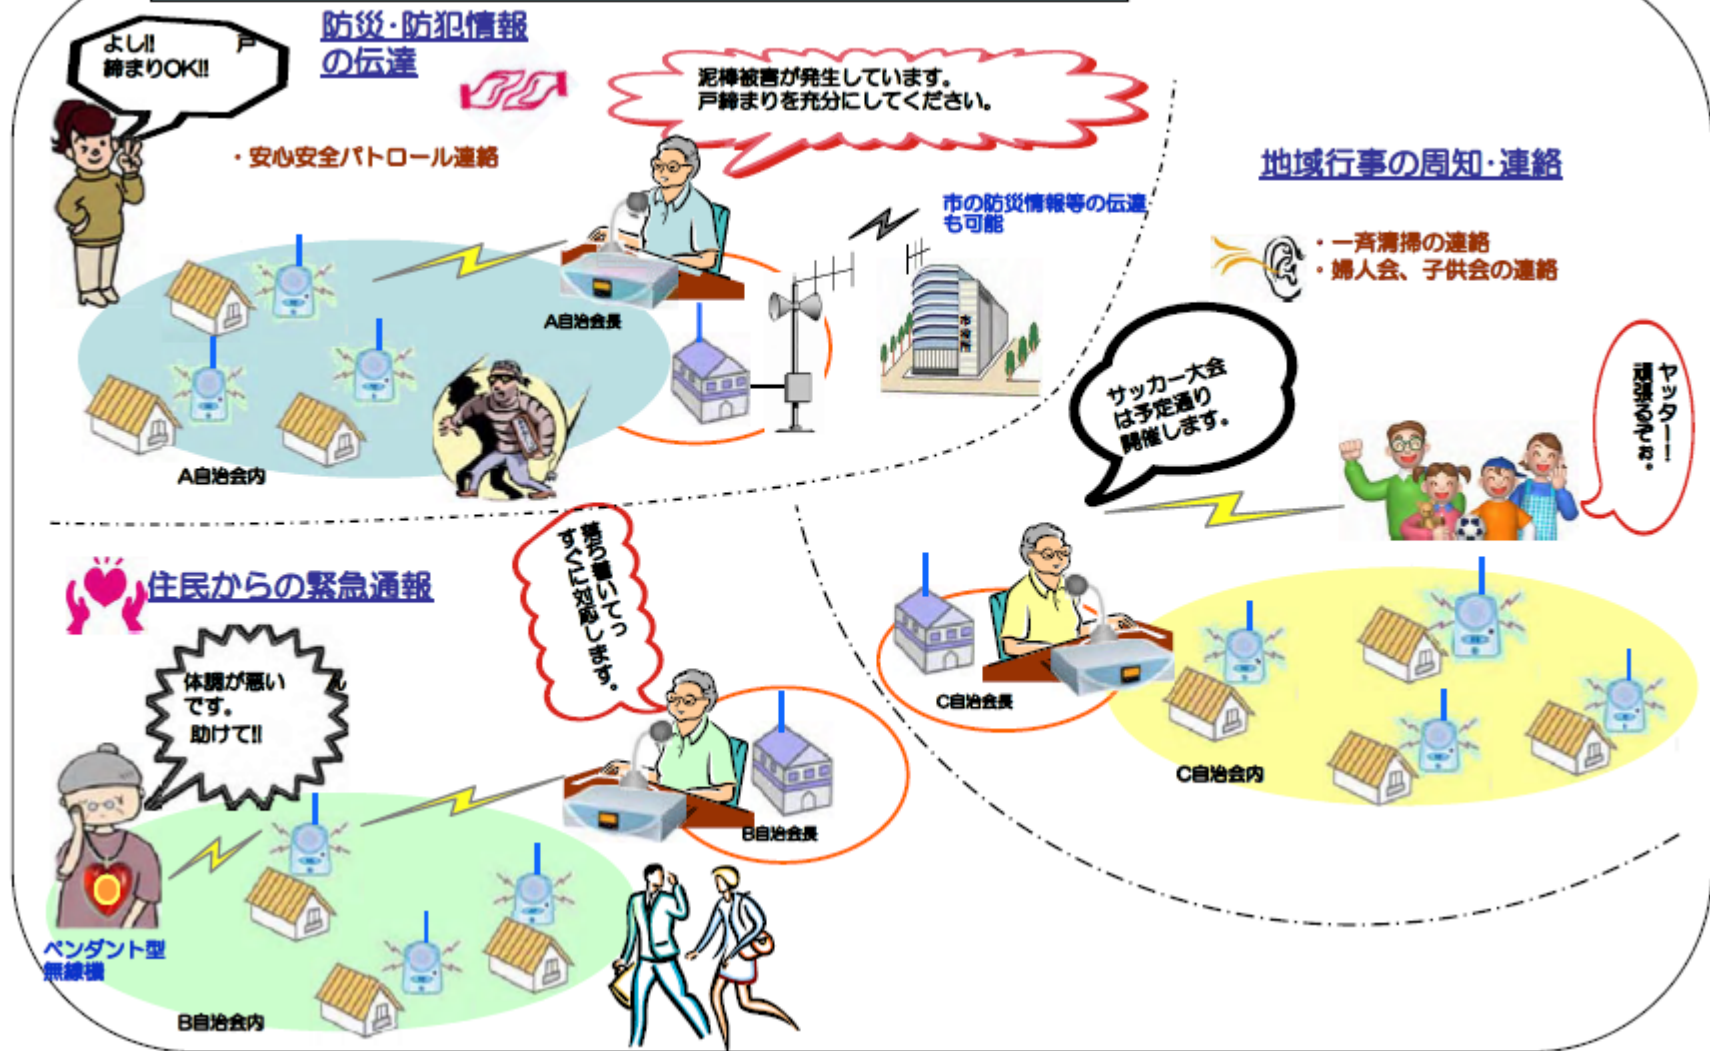 防災・防犯情報
の伝達
よし!!　　　　戸
締まりOK!!
泥棒被害が発生しています。
戸締まりを充分にしてください。
・安心安全パトロール連絡
市の防災情報等の伝達
も可能
市役所
A自治会長
A自治会内
地域行事の周知・連絡
・一斉清掃の連絡
・婦人会、子供会の連絡
サッカー大会
は予定通り
開催します。
ヤッター！
頑張るぞぉ。
C自治会長
C自治会内
住民からの緊急通報
落ち着いてっ
すぐに対応します。
体調が悪い　　ん
です。
助けて!!
B自治会長
ペンダント型
無線機
B自治会内